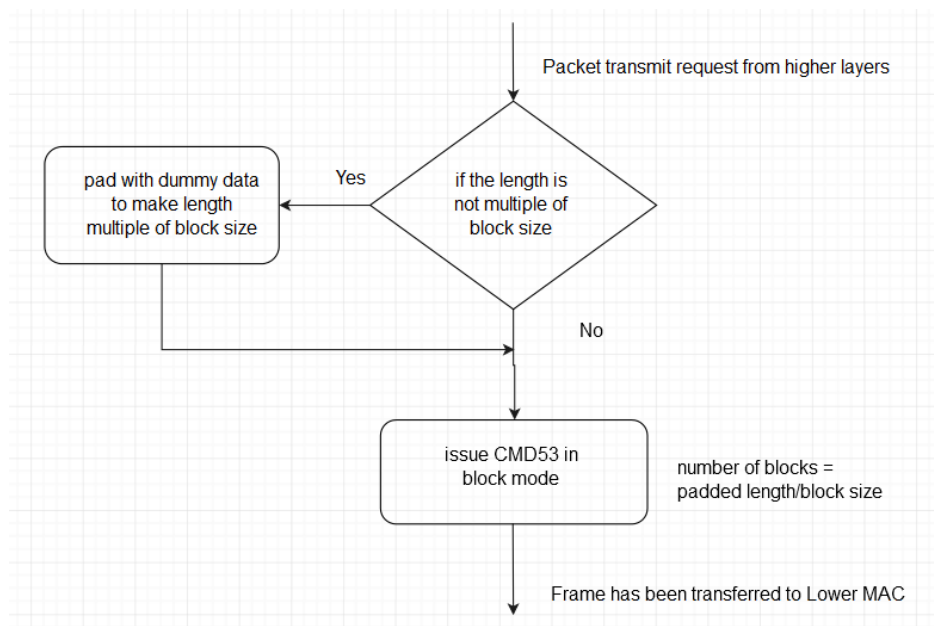 Packet transmit request from higher layers
if the length is
not multiple of
block size
Yes
pad with dummy data
to make length
multiple of block size
No
issue CMD53 in
block mode
number of blocks =
padded length/block size
Frame has been transferred to Lower MAC